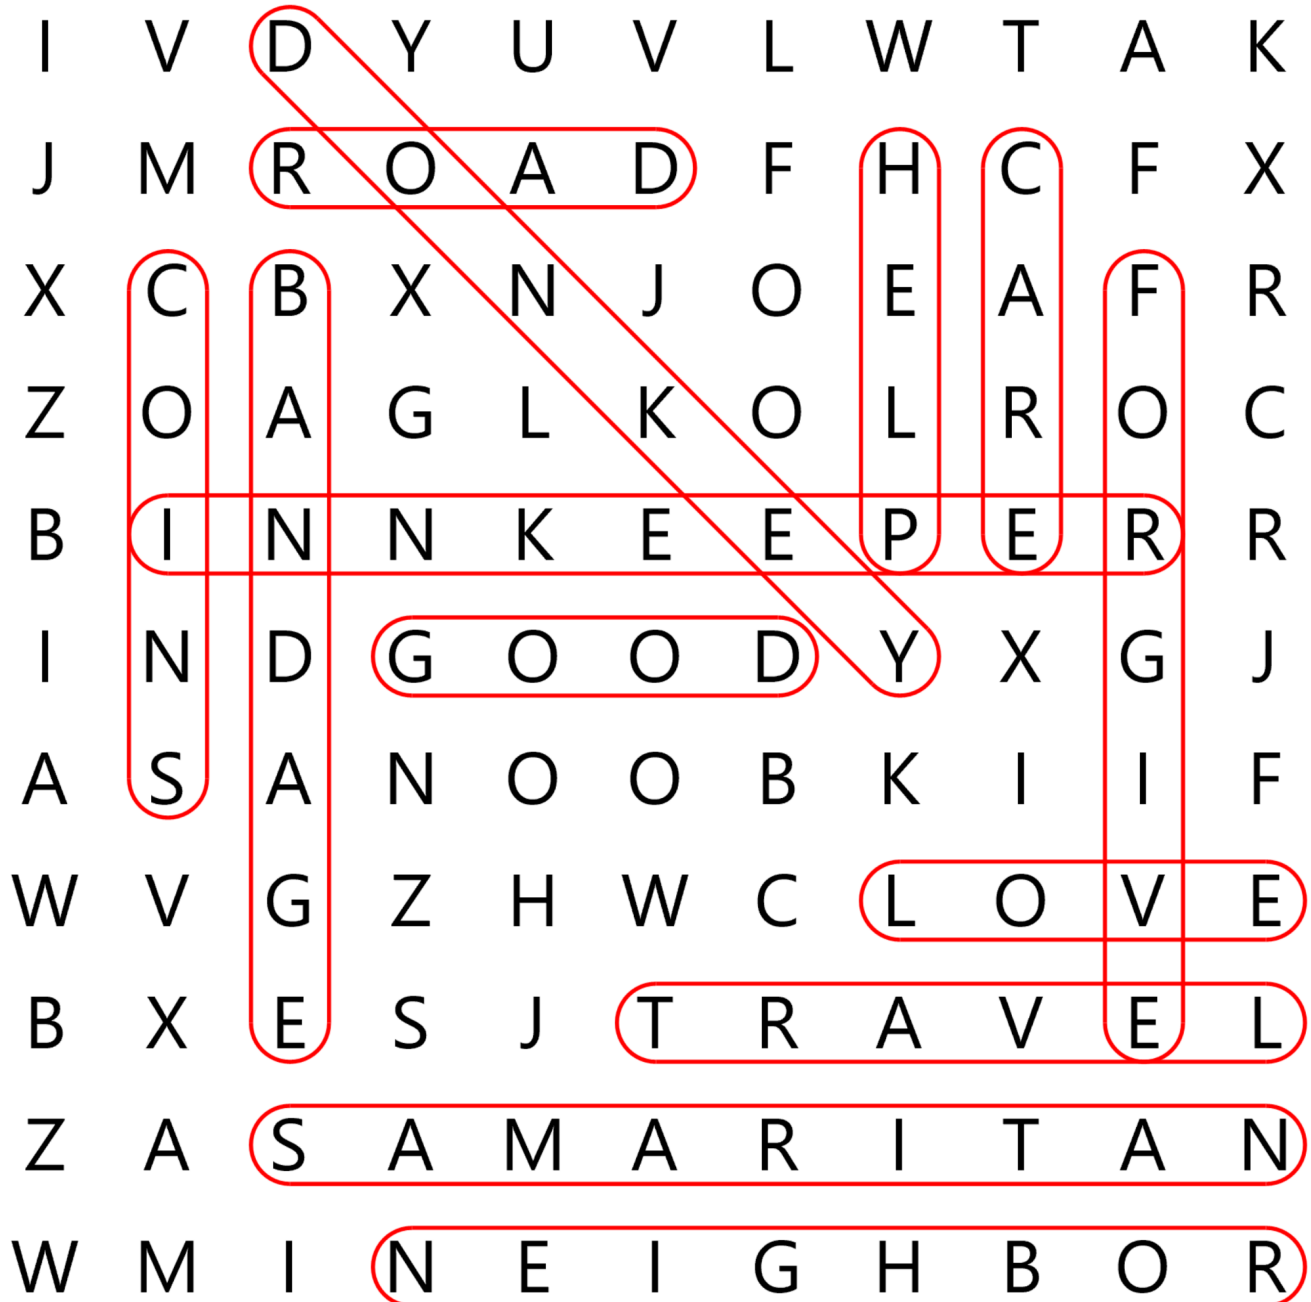 I V D Y U V L W T A K
J M R O A D F H C F X
X C B X N J O E A F R
Z O A G L K O L R O C
B I N N K E E P E R R
I N D G O O D Y X G J
A S A N O O B K I I F
W V G Z H W C L O V E
B X E S J T R A V E L
Z A S A M A R I T A N
W M I N E I G H B O R